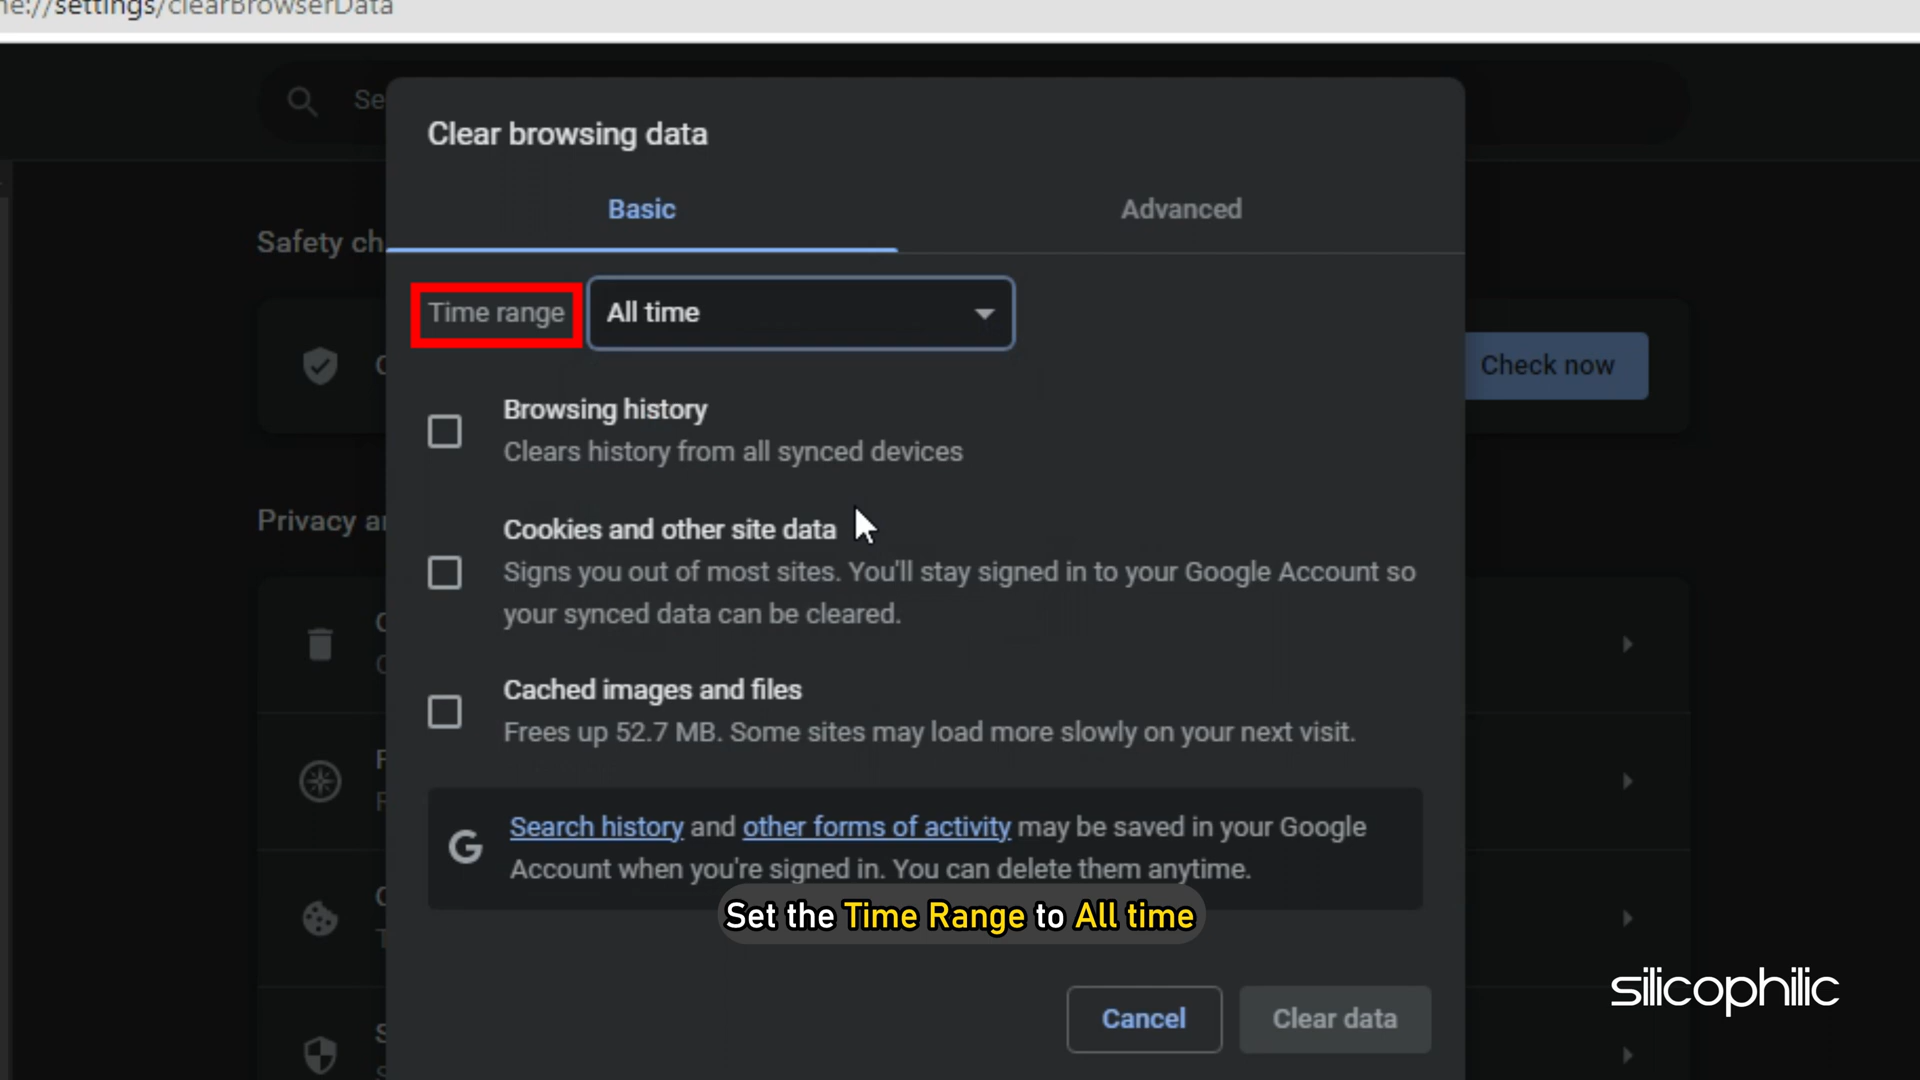 /settings/clearBrowserData
Se
Clear browsing data
Basic
Advanced
Safety ch
Time range
All time
Check now
Browsing history
Clears history from all synced devices
Privacy a
Cookies and other site data
Signs you out of most sites. You'll stay signed in to your Google Account so
your synced data can be cleared.
Cached images and files
Frees up 52.7 MB. Some sites may load more slowly on your next visit.
G
Search history and other forms of activity may be saved in your Google
Account when you're signed in. You can delete them anytime.
Set the Time Range to All time
silicophilic
Cancel
Clear data